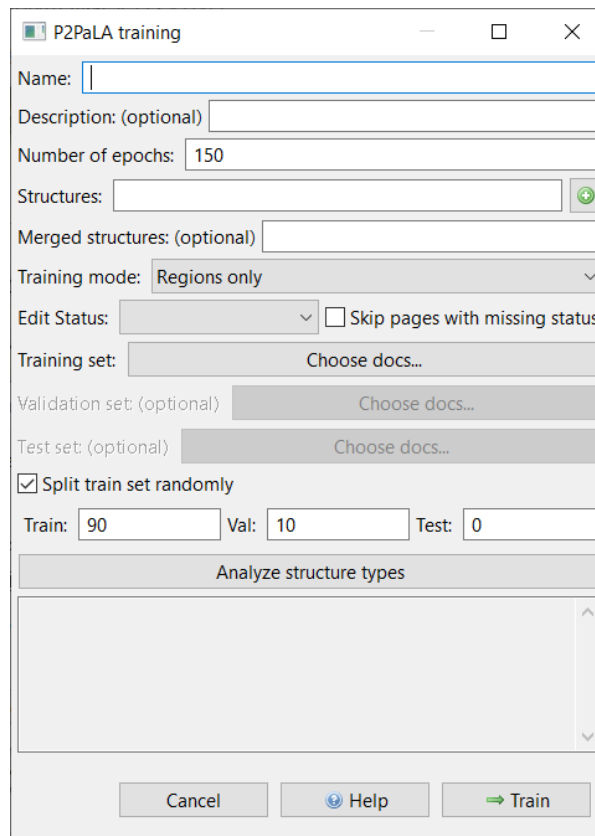 P2PaLA training
Name:
Description: (optional)
Number of epochs: 150
Structures:
Merged structures: (optional)
Training mode: Regions only
Edit Status: Skip pages with missing status
Training set: Choose docs...
Validation set: (optional) Choose docs...
Test set: (optional) Choose docs...
Split train set randomly
Train: 90 Val: 10 Test: 0
Analyze structure types
Cancel Help Train